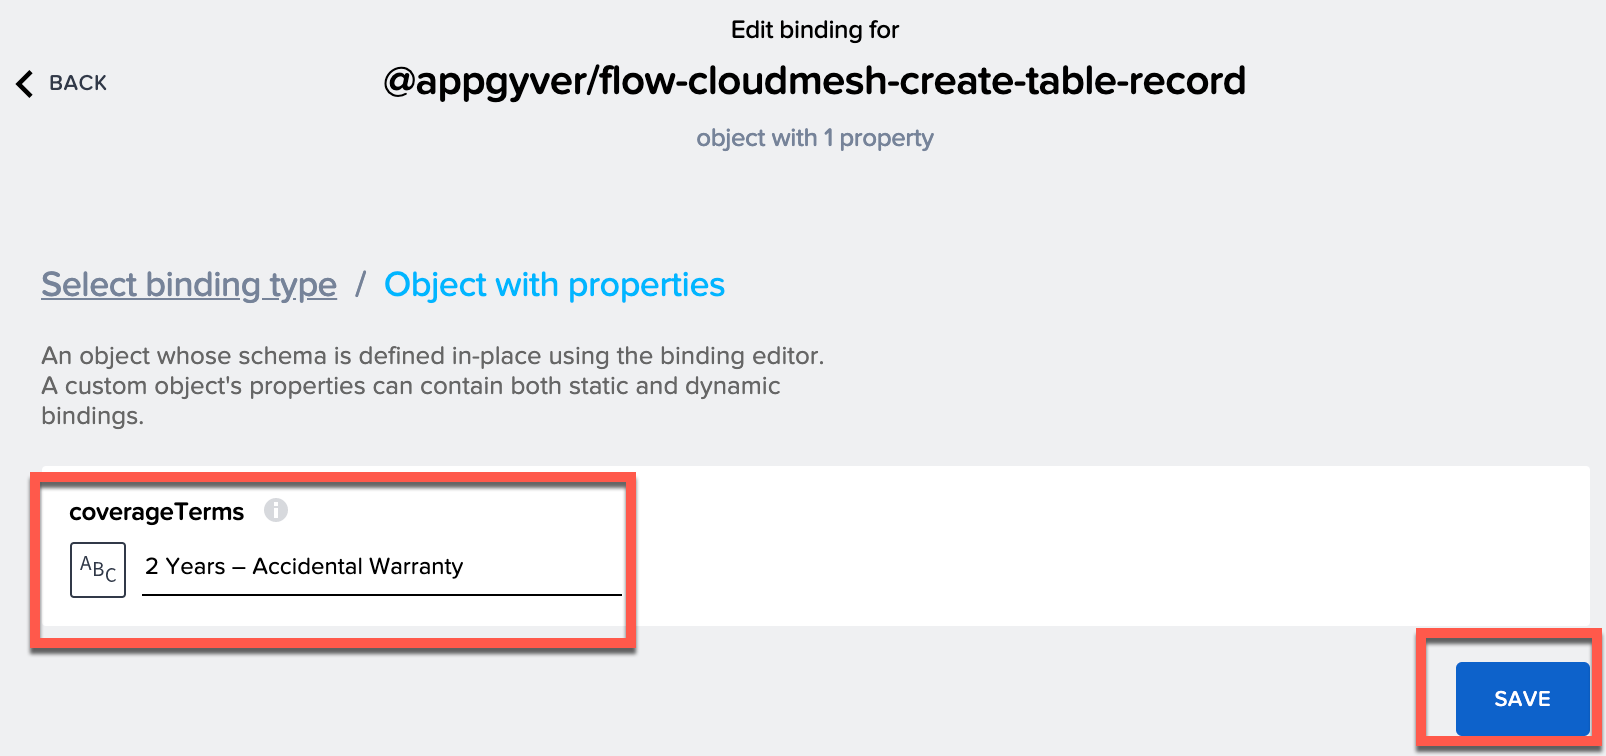 Edit binding for
BACK
@appgyver/flow-cloudmesh-create-table-record
object with 1 property
Select binding type / Object with properties
An object whose schema is defined in-place using the binding editor.
A custom object's properties can contain both static and dynamic
bindings.
coverageTerms i
ABC 2 Years – Accidental Warranty
SAVE